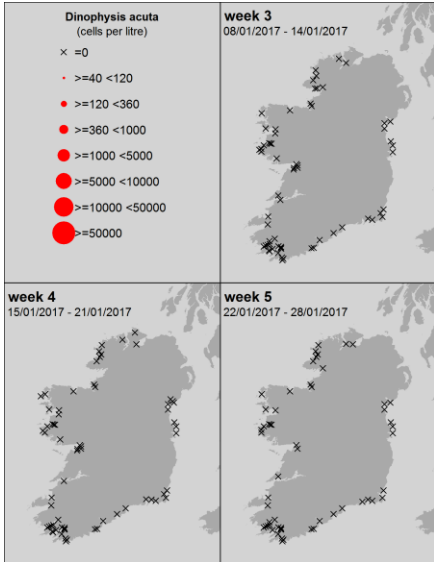 Dinophysis acuta
(cells per litre)
=0
>=40 <120
>=120 <360
>=360 <1000
>=1000 <5000
>=5000 <10000
>=10000 <50000
>=50000
week 3
08/01/2017 - 14/01/2017
week 4
15/01/2017 - 21/01/2017
week 5
22/01/2017 - 28/01/2017